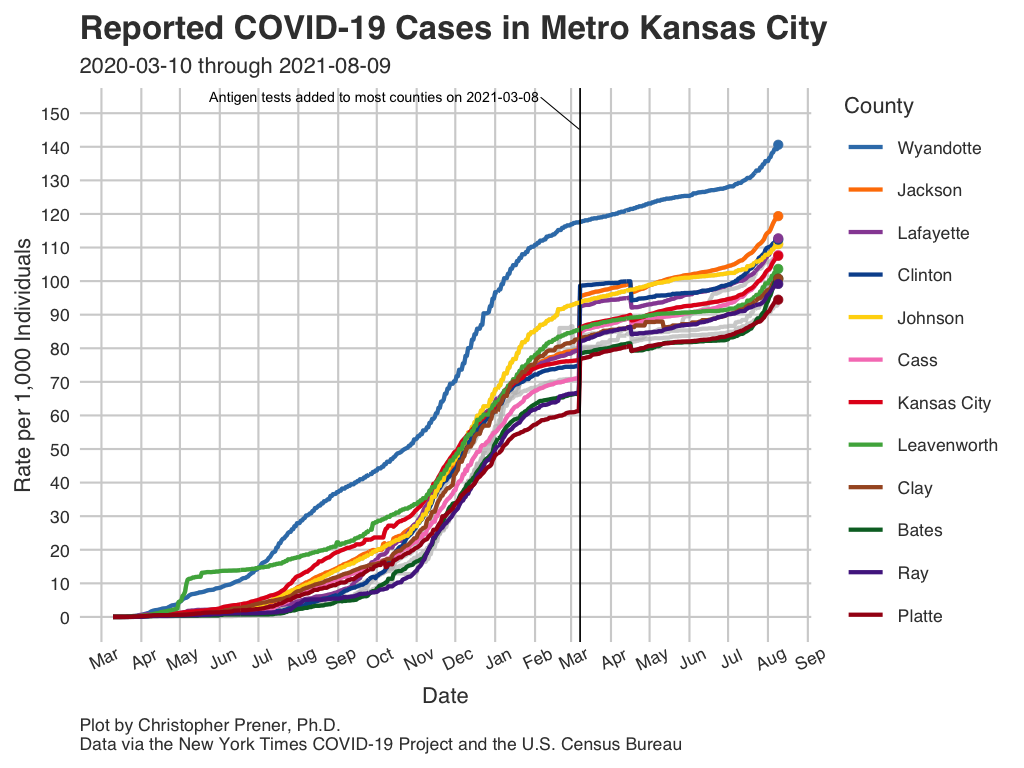 Reported COVID-19 Cases in Metro Kansas City
2020-03-10 through 2021-08-09
Antigen tests added to most counties on 2021-03-08
Rate per 1,000 Individuals
150
140
130
120
110
100
90
80
70
60
50
40
30
20
10
0
Mar Apr May Jun Jul Aug Sep Oct Nov Dec Jan Feb Mar Apr May Jun Jul Aug Sep
Date
County
Wyandotte
Jackson
Lafayette
Clinton
Johnson
Cass
Kansas City
Leavenworth
Clay
Bates
Ray
Platte
Plot by Christopher Prener, Ph.D.
Data via the New York Times COVID-19 Project and the U.S. Census Bureau